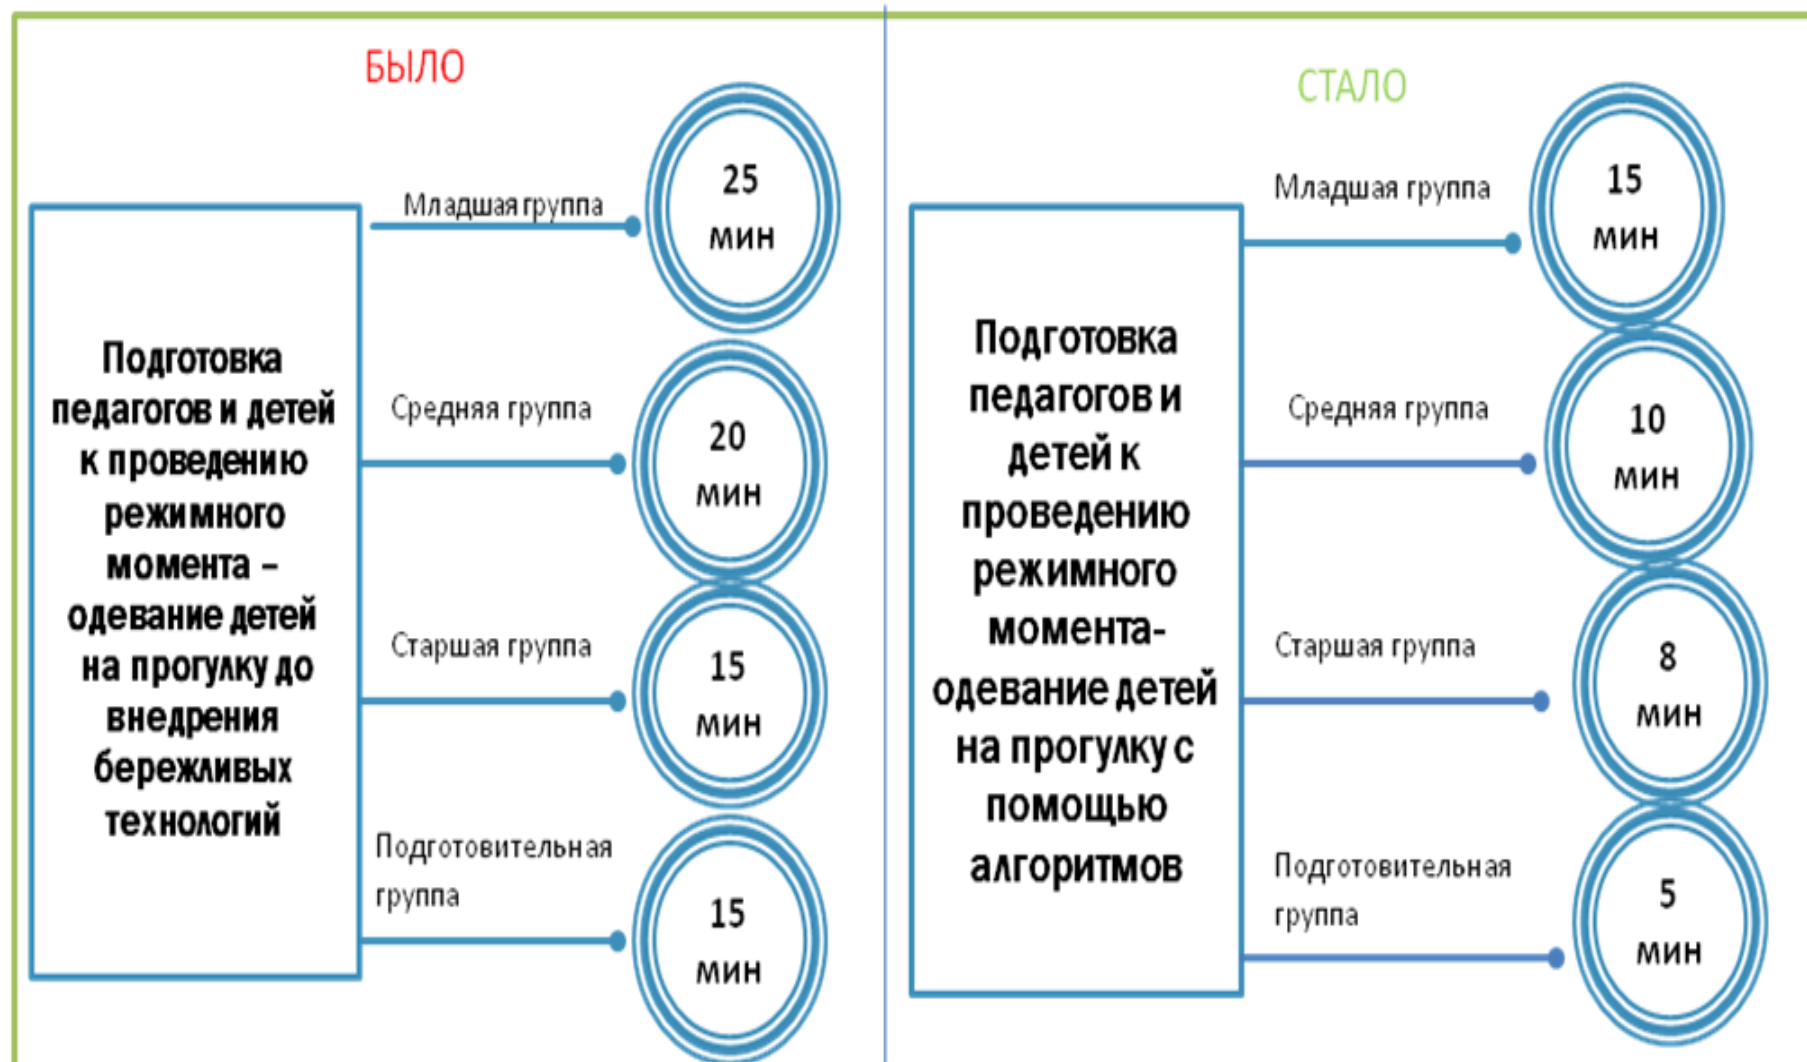 БЫЛО
Подготовка
педагогов и детей
к проведению
режимного
момента –
одевание детей
на прогулку до
внедрения
бережливых
технологий
Младшая группа
25
мин
Средняя группа
20
мин
Старшая группа
15
мин
Подготовительная
группа
15
мин
СТАЛО
Подготовка
педагогов и
детей к
проведению
режимного
момента-
одевание детей
на прогулку с
помощью
алгоритмов
Младшая группа
15
мин
Средняя группа
10
мин
Старшая группа
8
мин
Подготовительная
группа
5
мин